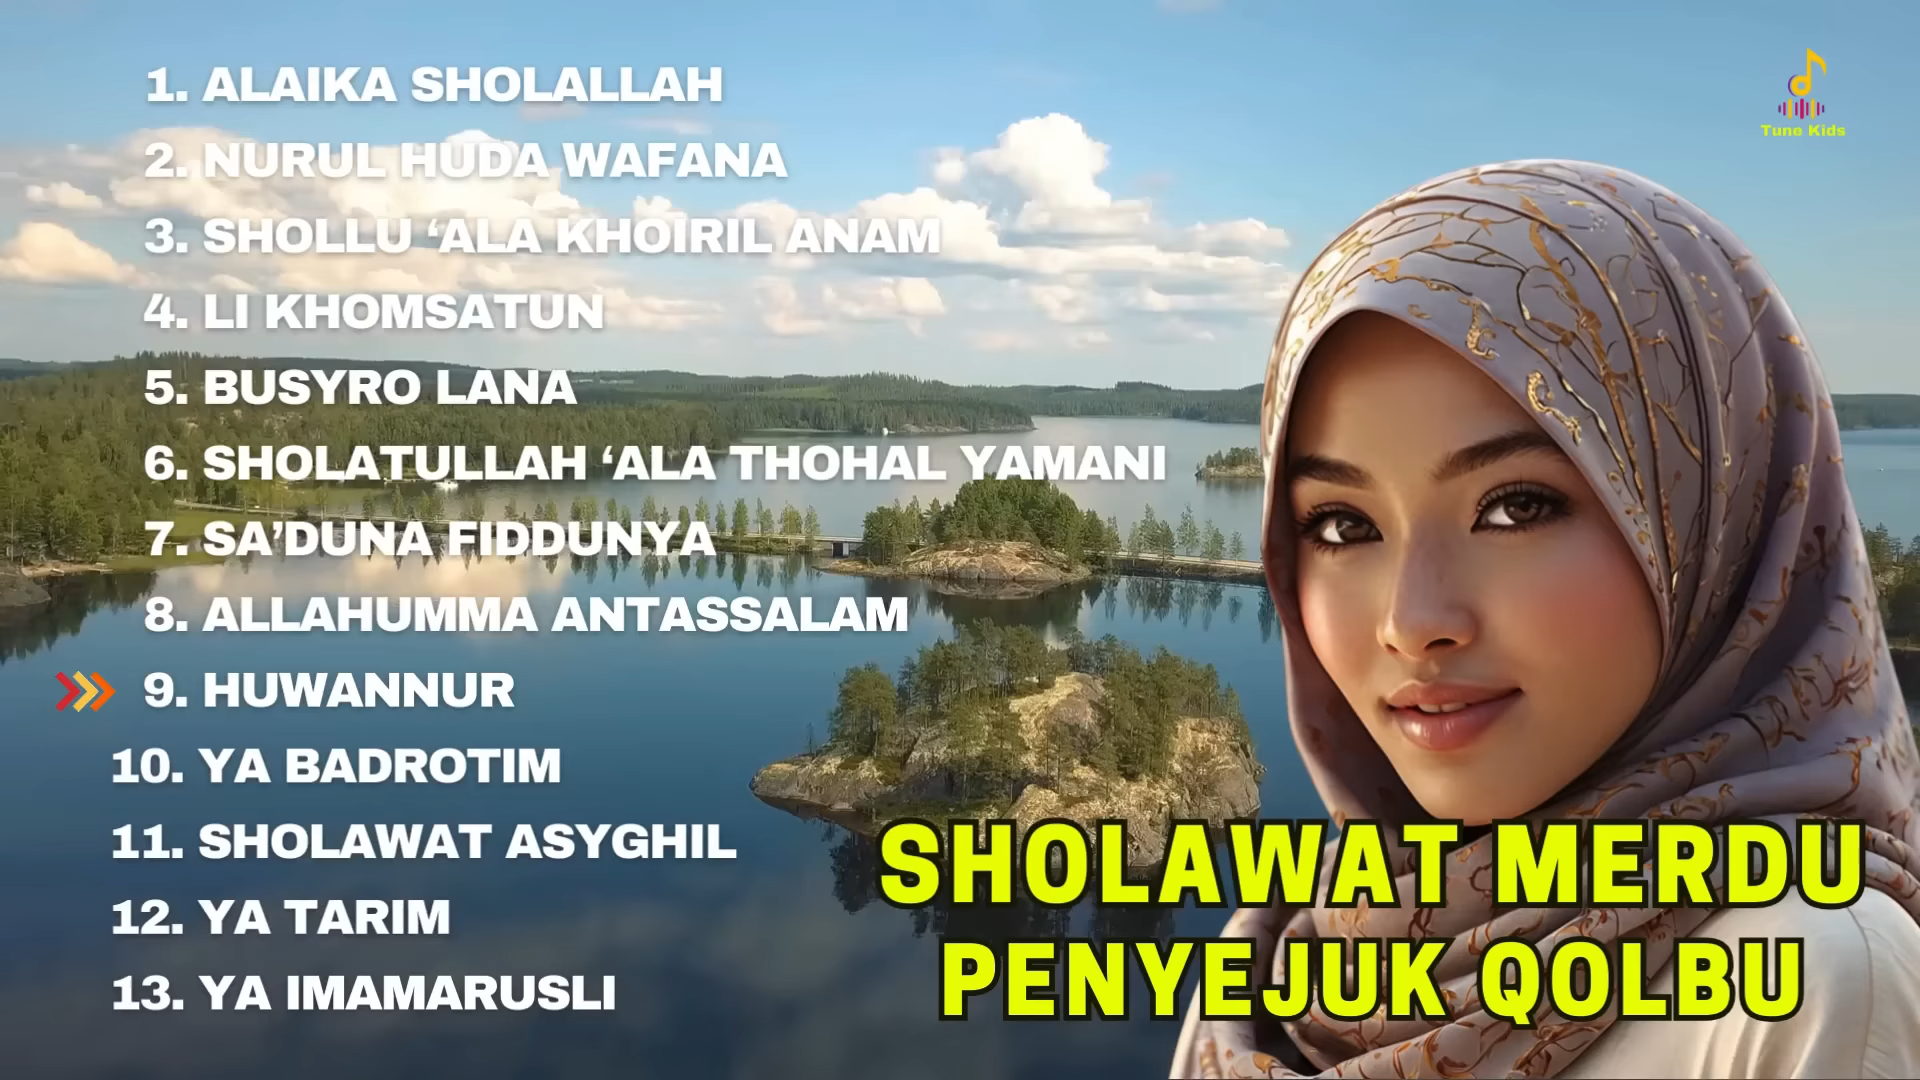 1. ALAIKA SHOLALLAH
2. NURUL HUDA WAFANA
3. SHOLLU ‘ALA KHOIRIL ANAM
4. LI KHOMSATUN
5. BUSYRO LANA
6. SHOLATULLAH ‘ALA THOHAL YAMANI
7. SA’DUNA FIDDUNYA
8. ALLAHUMMA ANTASSALAM
9. HUWANNUR
10. YA BADROTIM
11. SHOLAWAT ASYGHIL
12. YA TARIM
13. YA IMAMARUSLI
Tune Kids
SHOLAWAT MERDU
PENYEJUK QOLBU